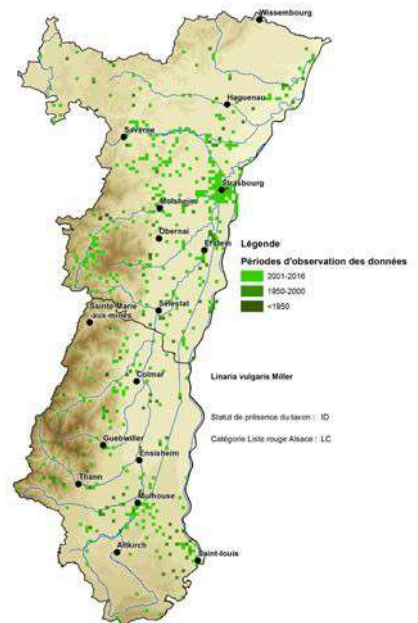 Wissembourg
Haguenau
Saverne
Strasbourg
Molsheim
Obernai
Erstein
Légende
Périodes d'observation des données
2001-2016
1950-2000
<1950
Sainte-Marie
-aux-mines
Sélestat
Linaria vulgaris Miller
Colmar
Statut de présence du taxon : ID
Catégorie Liste rouge Alsace : LC
Guebwiller
Ensisheim
Thann
Mulhouse
Altkirch
Saint-louis